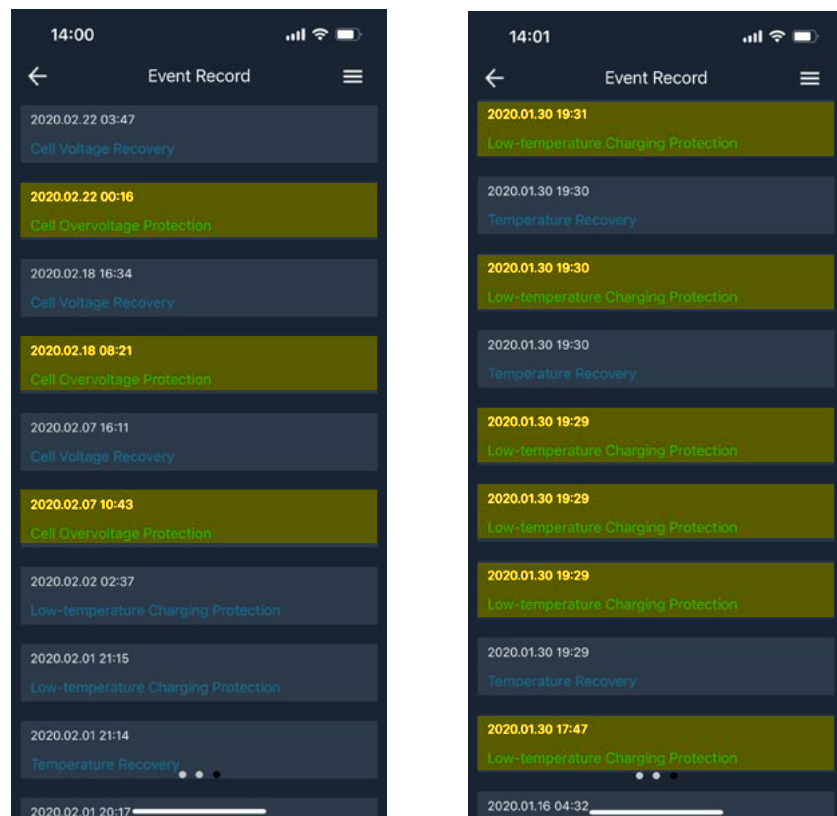 14:00
Event Record
2020.02.22 03:47
Cell Voltage Recovery
2020.02.22 00:16
Cell Overvoltage Protection
2020.02.18 16:34
Cell Voltage Recovery
2020.02.18 08:21
Cell Overvoltage Protection
2020.02.07 16:11
Cell Voltage Recovery
2020.02.07 10:43
Cell Overvoltage Protection
2020.02.02 02:37
Low-temperature Charging Protection
2020.02.01 21:15
Low-temperature Charging Protection
2020.02.01 21:14
Temperature Recovery
2020.02.01 20:17
14:01
Event Record
2020.01.30 19:31
Low-temperature Charging Protection
2020.01.30 19:30
Temperature Recovery
2020.01.30 19:30
Low-temperature Charging Protection
2020.01.30 19:30
Temperature Recovery
2020.01.30 19:29
Low-temperature Charging Protection
2020.01.30 19:29
Low-temperature Charging Protection
2020.01.30 19:29
Low-temperature Charging Protection
2020.01.30 19:29
Temperature Recovery
2020.01.30 17:47
Low-temperature Charging Protection
2020.01.16 04:32